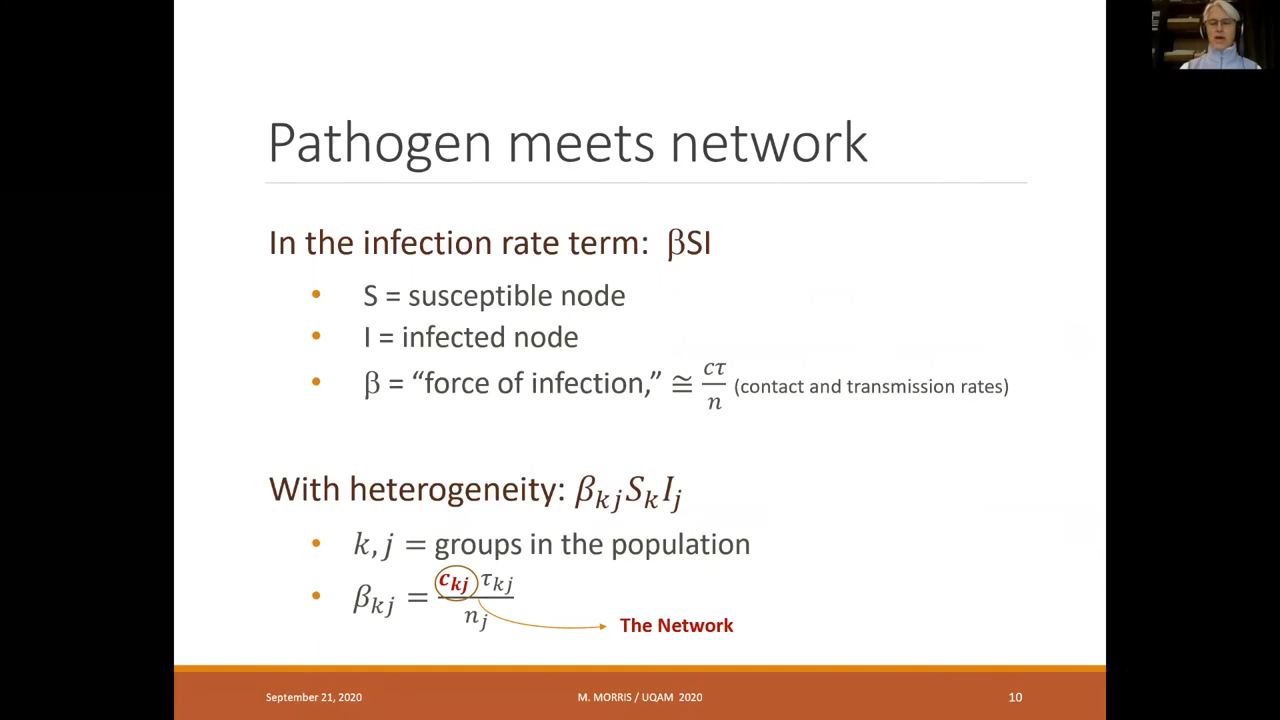 Pathogen meets network
In the infection rate term: βSI
• S = susceptible node
• I = infected node
• β = “force of infection,” ≅ cτ/n (contact and transmission rates)
With heterogeneity: β_kj S_k I_j
• k, j = groups in the population
• β_kj = c_kj τ_kj / n_j
The Network
September 21, 2020
M. MORRIS / UQAM 2020
10